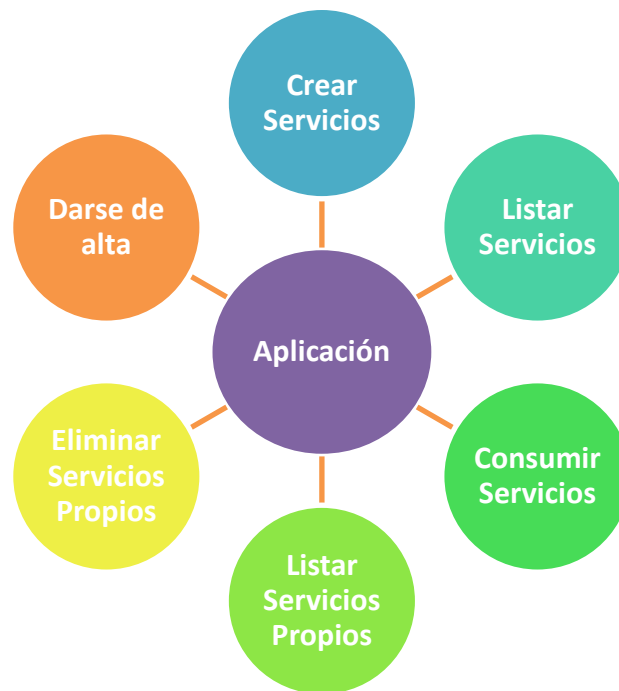 Crear
Servicios
Listar
Servicios
Consumir
Servicios
Listar
Servicios
Propios
Eliminar
Servicios
Propios
Darse de
alta
Aplicación